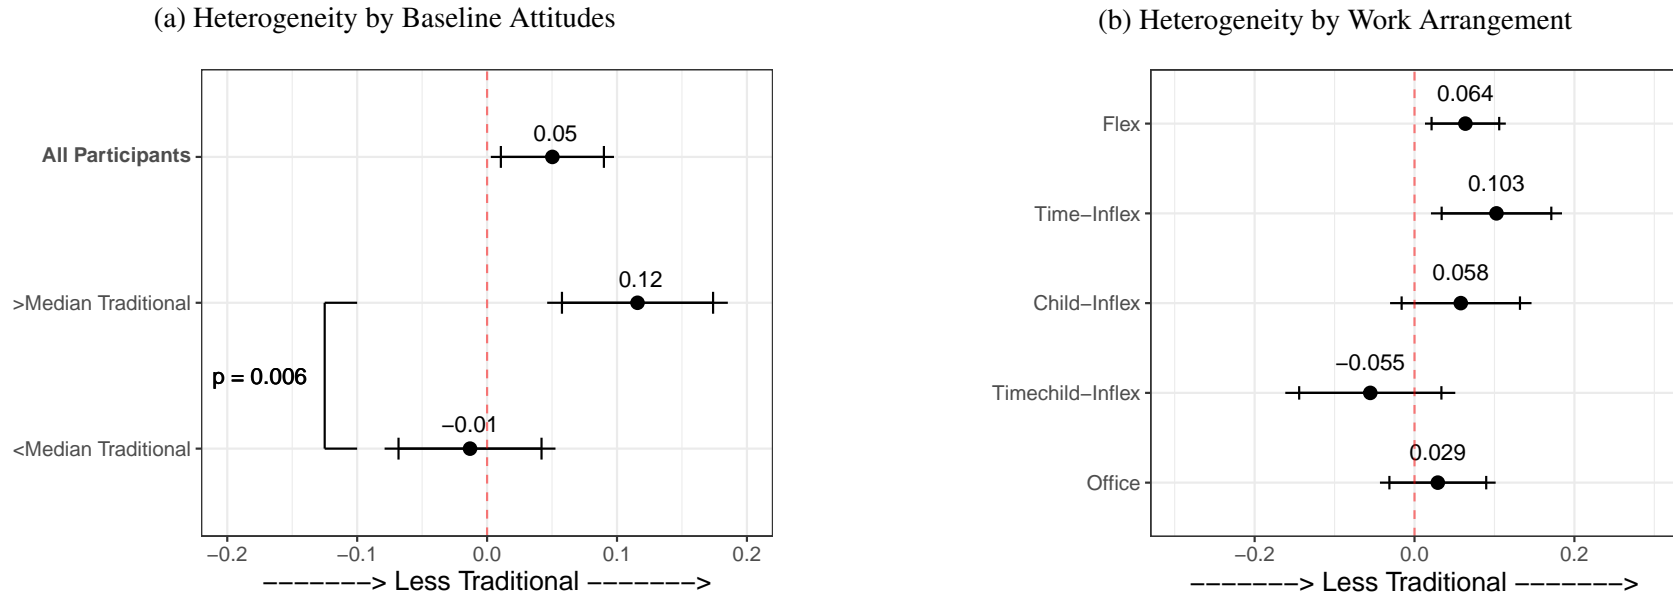 (a) Heterogeneity by Baseline Attitudes
All Participants
0.05
>Median Traditional
0.12
p = 0.006
<Median Traditional
−0.01
−0.2 −0.1 0.0 0.1 0.2
−−−−−−−> Less Traditional −−−−−−−>
(b) Heterogeneity by Work Arrangement
Flex
0.064
Time−Inflex
0.103
Child−Inflex
0.058
Timechild−Inflex
−0.055
Office
0.029
−0.2 0.0 0.2
−−−−−−−> Less Traditional −−−−−−−>